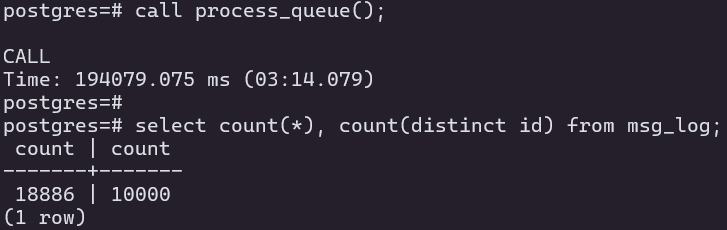 postgres=# call process_queue();
CALL
Time: 194079.075 ms (03:14.079)
postgres=#
postgres=# select count(*), count(distinct id) from msg_log;
 count | count
-------+-------
 18886 | 10000
(1 row)